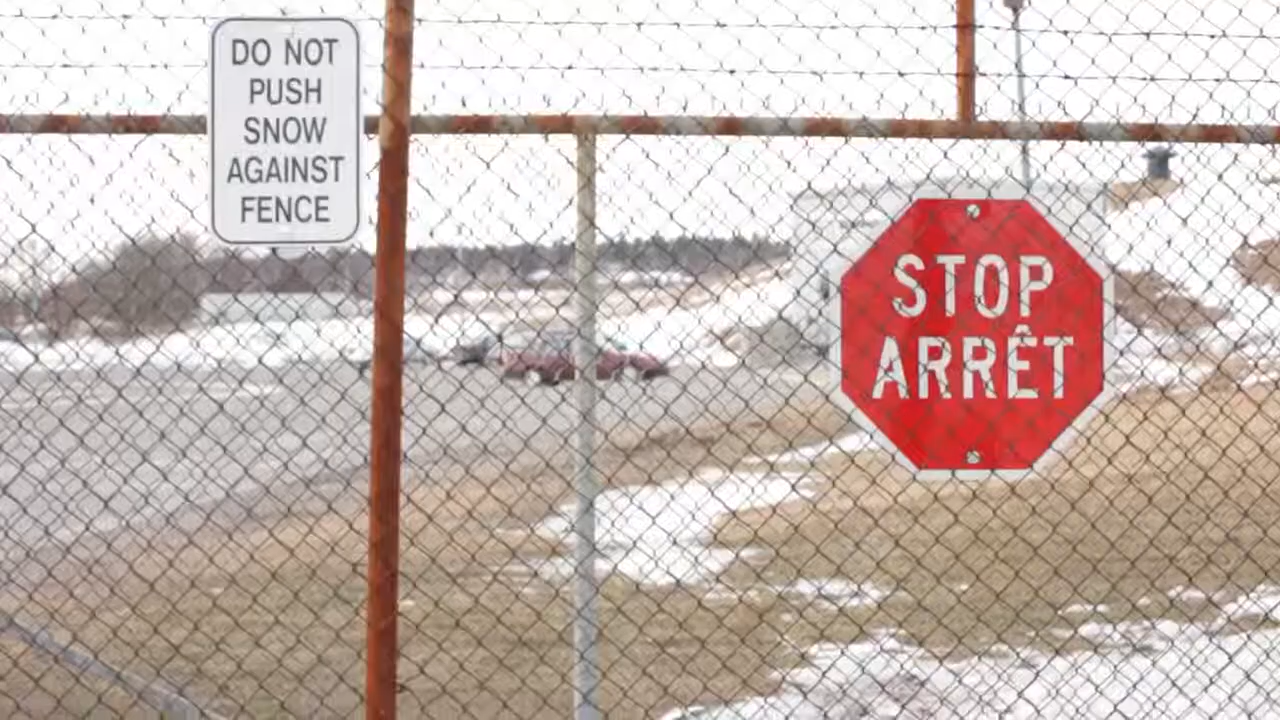 DO NOT
PUSH
SNOW
AGAINST
FENCE
STOP
ARRÊT